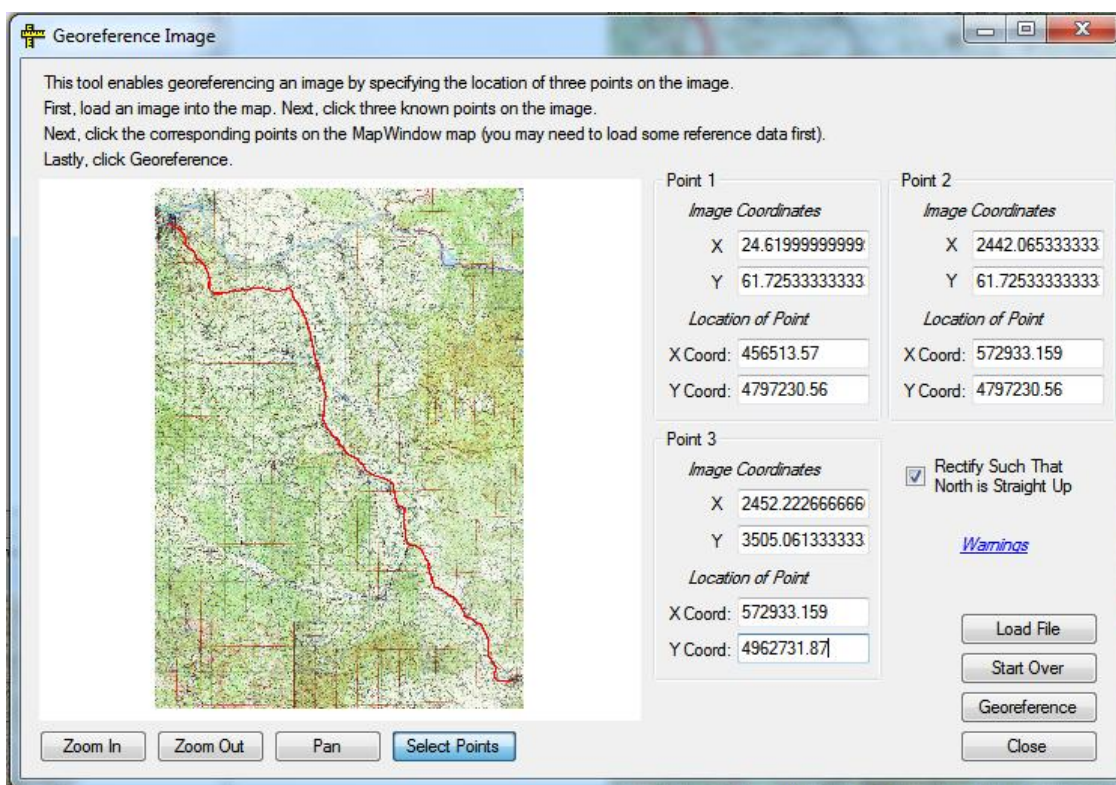 Georeference Image
This tool enables georeferencing an image by specifying the location of three points on the image.
First, load an image into the map. Next, click three known points on the image.
Next, click the corresponding points on the MapWindow map (you may need to load some reference data first).
Lastly, click Georeference.
Point 1
Image Coordinates
X 24.61999999999
Y 61.72533333333
Location of Point
X Coord: 456513.57
Y Coord: 4797230.56
Point 2
Image Coordinates
X 2442.065333333
Y 61.72533333333
Location of Point
X Coord: 572933.159
Y Coord: 4797230.56
Point 3
Image Coordinates
X 2452.222666666
Y 3505.061333333
Location of Point
X Coord: 572933.159
Y Coord: 4962731.87
Rectify Such That
North is Straight Up
Warnings
Load File
Start Over
Georeference
Close
Zoom In
Zoom Out
Pan
Select Points